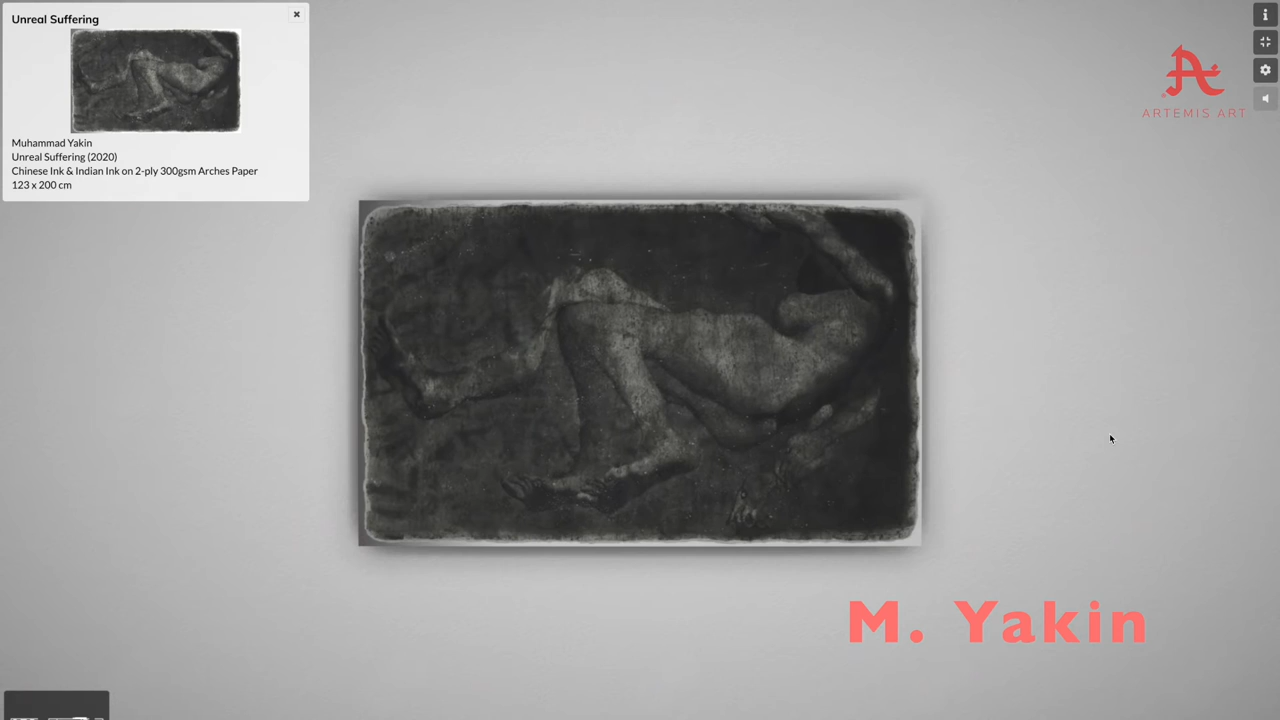 Unreal Suffering
Muhammad Yakin
Unreal Suffering (2020)
Chinese Ink & Indian Ink on 2-ply 300gsm Arches Paper
123 x 200 cm
ARTEMIS ART
M. Yakin